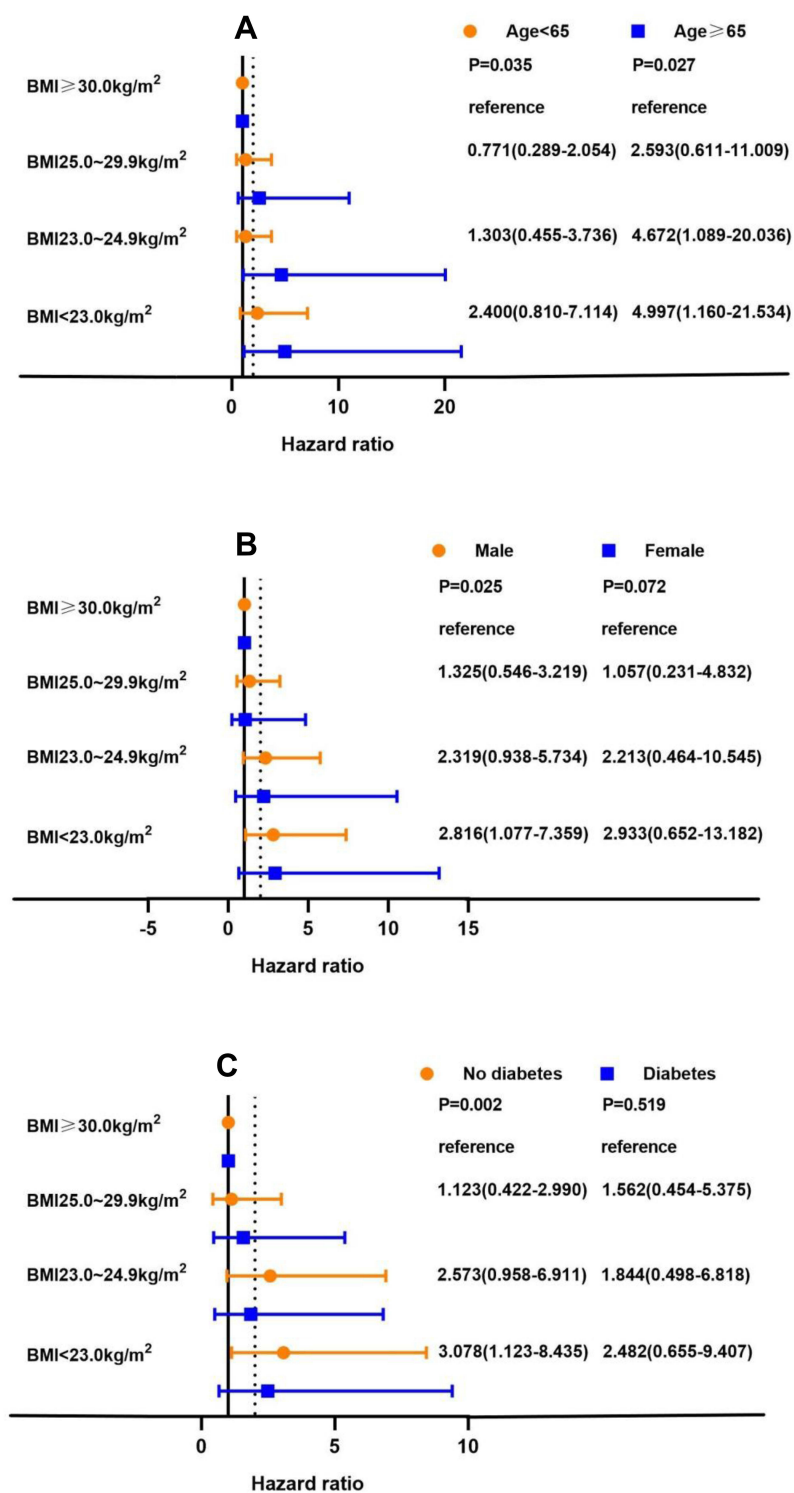 A
Age<65 Age≥65
BMI≥30.0kg/m2 P=0.035 P=0.027
reference reference
BMI25.0~29.9kg/m2 0.771(0.289-2.054) 2.593(0.611-11.009)
BMI23.0~24.9kg/m2 1.303(0.455-3.736) 4.672(1.089-20.036)
BMI<23.0kg/m2 2.400(0.810-7.114) 4.997(1.160-21.534)
0 10 20
Hazard ratio
B
Male Female
P=0.025 P=0.072
BMI≥30.0kg/m2 reference reference
BMI25.0~29.9kg/m2 1.325(0.546-3.219) 1.057(0.231-4.832)
BMI23.0~24.9kg/m2 2.319(0.938-5.734) 2.213(0.464-10.545)
BMI<23.0kg/m2 2.816(1.077-7.359) 2.933(0.652-13.182)
-5 0 5 10 15
Hazard ratio
C
No diabetes Diabetes
P=0.002 P=0.519
BMI≥30.0kg/m2 reference reference
BMI25.0~29.9kg/m2 1.123(0.422-2.990) 1.562(0.454-5.375)
BMI23.0~24.9kg/m2 2.573(0.958-6.911) 1.844(0.498-6.818)
BMI<23.0kg/m2 3.078(1.123-8.435) 2.482(0.655-9.407)
0 5 10
Hazard ratio